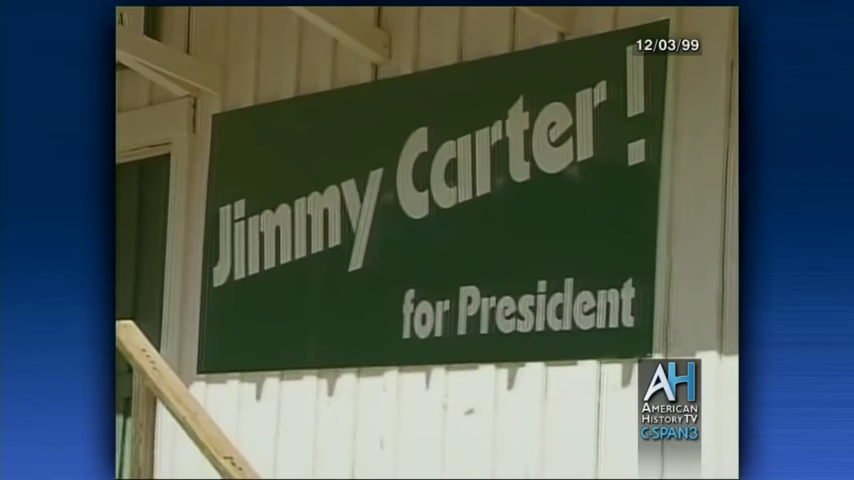 12/03/99
Jimmy Carter!
for President
AH
AMERICAN
HISTORY TV
C-SPAN3